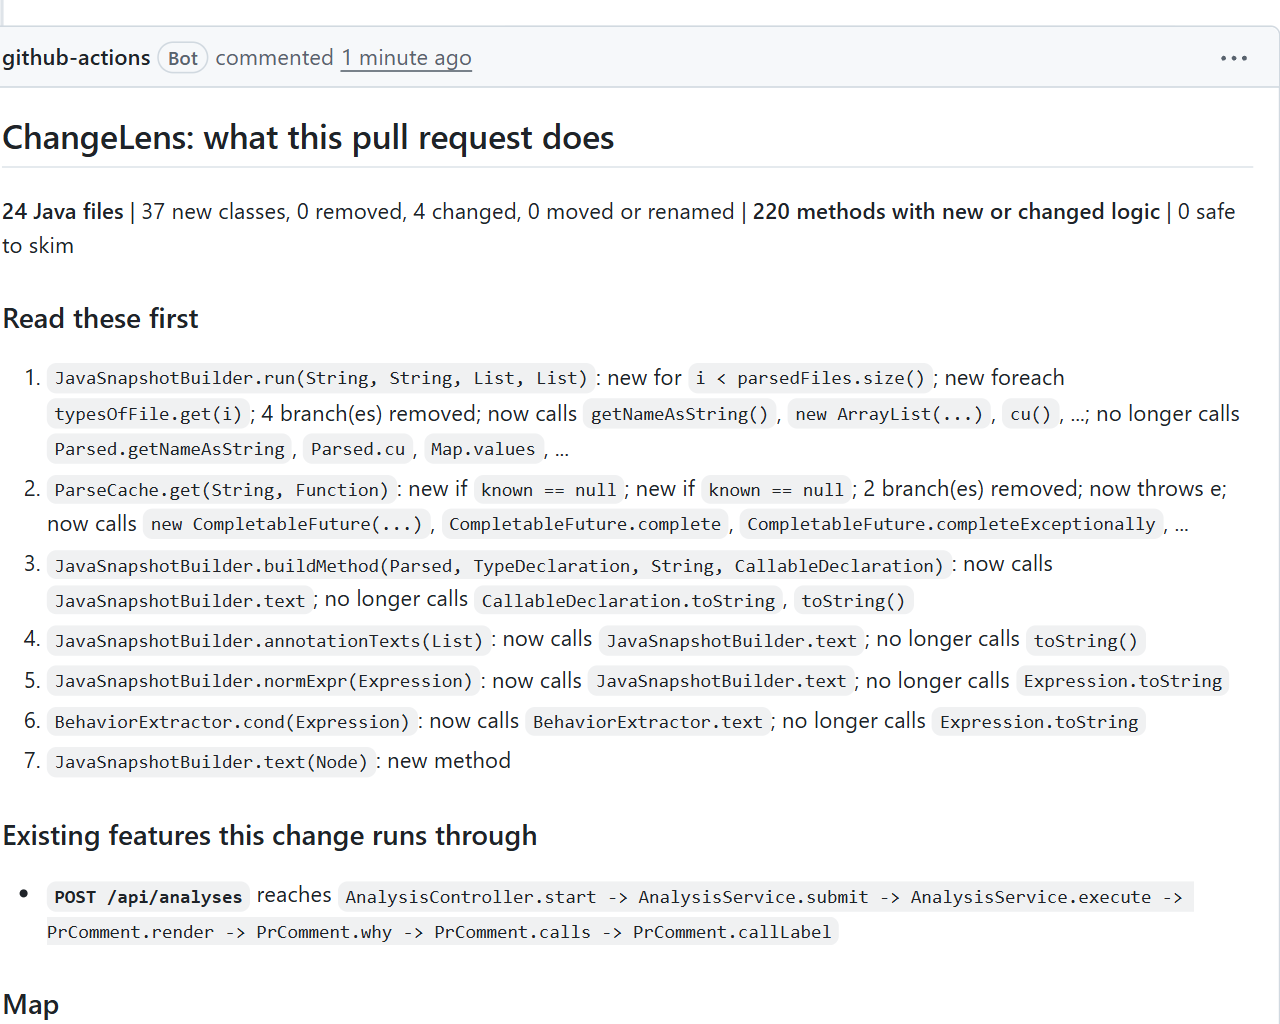 github-actions Bot commented 1 minute ago ...
ChangeLens: what this pull request does
24 Java files | 37 new classes, 0 removed, 4 changed, 0 moved or renamed | 220 methods with new or changed logic | 0 safe
to skim
Read these first
1. JavaSnapshotBuilder.run(String, String, List, List) : new for i < parsedFiles.size() ; new foreach
typesOfFile.get(i) ; 4 branch(es) removed; now calls getNameAsString() , new ArrayList(...) , cu() , ...; no longer calls
Parsed.getNameAsString , Parsed.cu , Map.values , ...
2. ParseCache.get(String, Function) : new if known == null ; new if known == null ; 2 branch(es) removed; now throws e;
now calls new CompletableFuture(...) , CompletableFuture.complete , CompletableFuture.completeExceptionally , ...
3. JavaSnapshotBuilder.buildMethod(Parsed, TypeDeclaration, String, CallableDeclaration) : now calls
JavaSnapshotBuilder.text ; no longer calls CallableDeclaration.toString , toString()
4. JavaSnapshotBuilder.annotationTexts(List) : now calls JavaSnapshotBuilder.text ; no longer calls toString()
5. JavaSnapshotBuilder.normExpr(Expression) : now calls JavaSnapshotBuilder.text ; no longer calls Expression.toString
6. BehaviorExtractor.cond(Expression) : now calls BehaviorExtractor.text ; no longer calls Expression.toString
7. JavaSnapshotBuilder.text(Node) : new method
Existing features this change runs through
• POST /api/analyses reaches AnalysisController.start -> AnalysisService.submit -> AnalysisService.execute ->
PrComment.render -> PrComment.why -> PrComment.calls -> PrComment.callLabel
Map